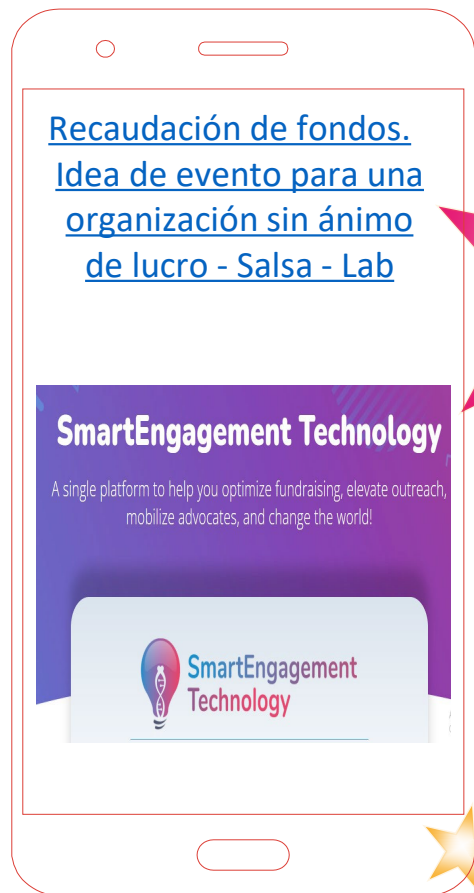 Recaudación de fondos.
Idea de evento para una
organización sin ánimo
de lucro - Salsa - Lab
SmartEngagement Technology
A single platform to help you optimize fundraising, elevate outreach,
mobilize advocates, and change the world!
SmartEngagement
Technology